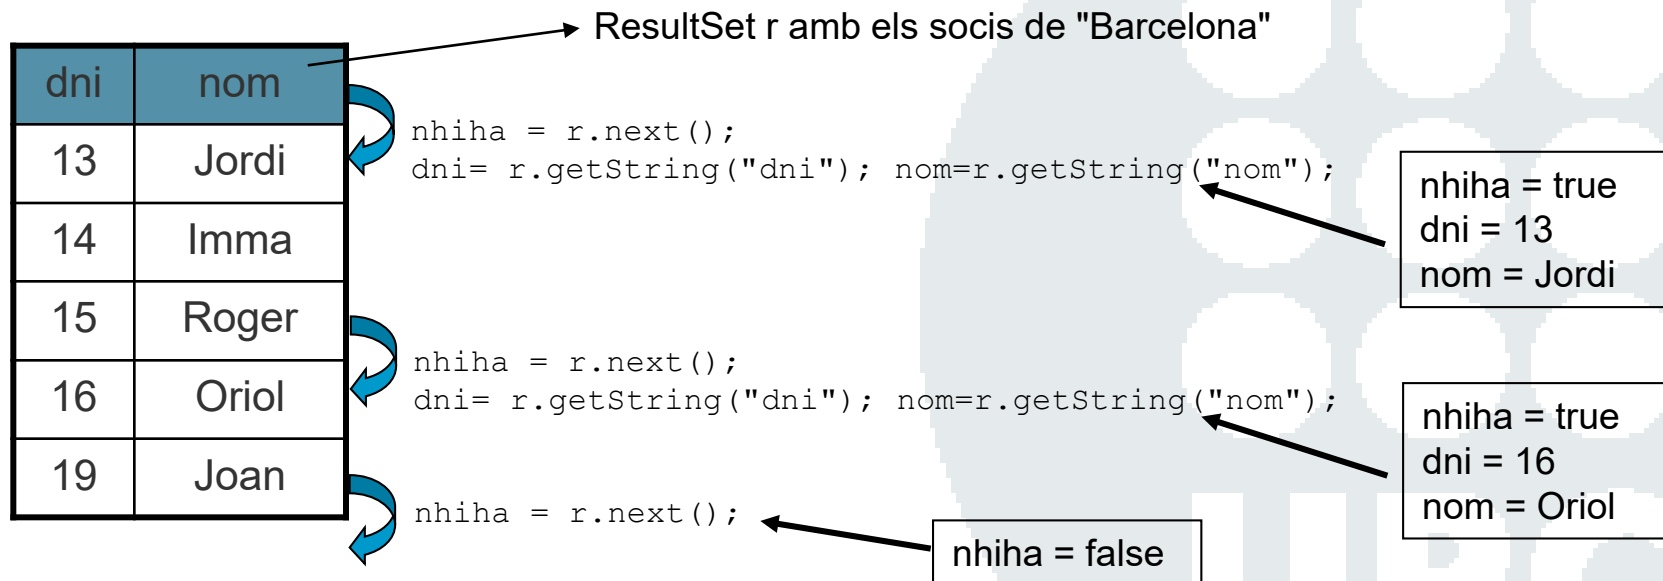 ResultSet r amb els socis de "Barcelona"
dni nom
13 Jordi
14 Imma
15 Roger
16 Oriol
19 Joan
nhiha = r.next();
dni= r.getString("dni"); nom=r.getString("nom");
nhiha = true
dni = 13
nom = Jordi
nhiha = r.next();
dni= r.getString("dni"); nom=r.getString("nom");
nhiha = true
dni = 16
nom = Oriol
nhiha = r.next();
nhiha = false